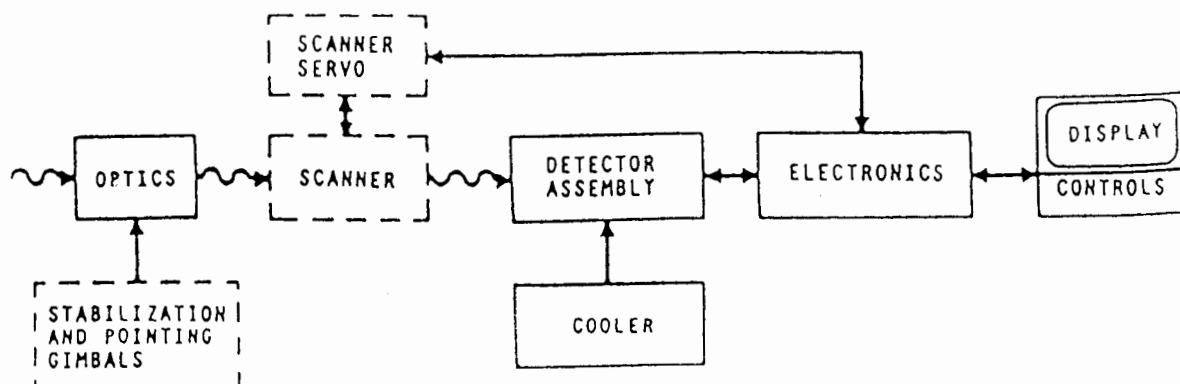 SCANNER
SERVO
OPTICS
SCANNER
DETECTOR
ASSEMBLY
ELECTRONICS
DISPLAY
CONTROLS
STABILIZATION
AND POINTING
GIMBALS
COOLER